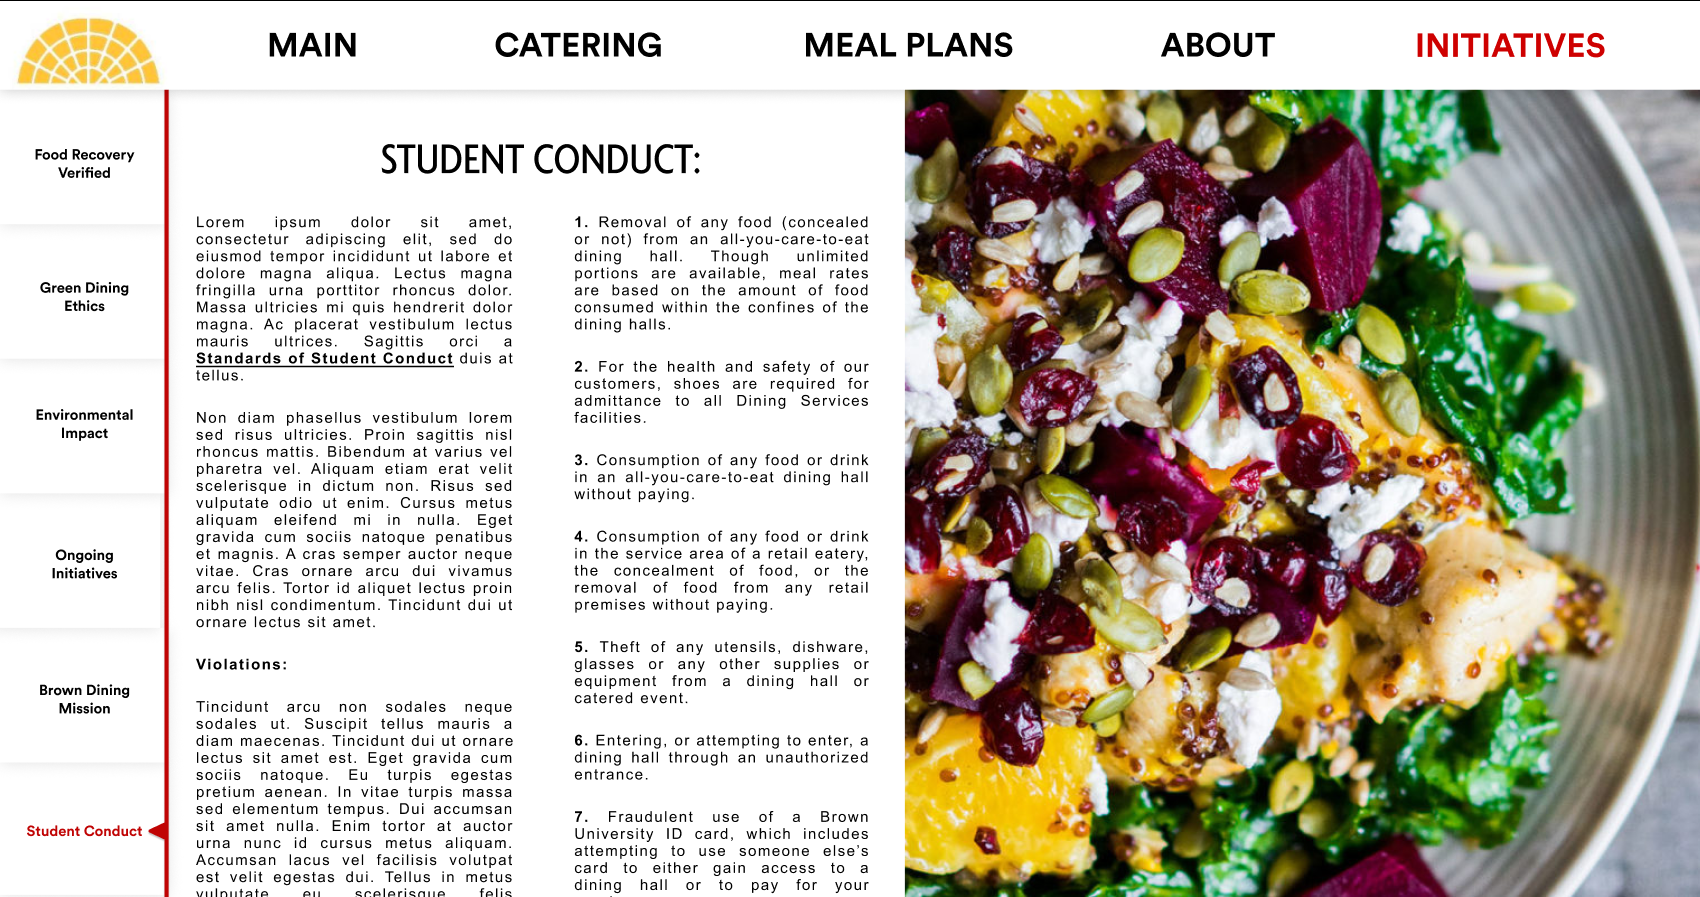 MAIN
CATERING
MEAL PLANS
ABOUT
INITIATIVES
Food Recovery
Verified
Green Dining
Ethics
Environmental
Impact
Ongoing
Initiatives
Brown Dining
Mission
Student Conduct
STUDENT CONDUCT:
Lorem ipsum dolor sit amet,
consectetur adipiscing elit, sed do
eiusmod tempor incididunt ut labore et
dolore magna aliqua. Lectus magna
fringilla urna porttitor rhoncus dolor.
Massa ultricies mi quis hendrerit dolor
magna. Ac placerat vestibulum lectus
mauris ultrices. Sagittis orci a
Standards of Student Conduct duis at
tellus.
Non diam phasellus vestibulum lorem
sed risus ultricies. Proin sagittis nisl
rhoncus mattis. Bibendum at varius vel
pharetra vel. Aliquam etiam erat velit
scelerisque in dictum non. Risus sed
vulputate odio ut enim. Cursus metus
aliquam eleifend mi in nulla. Eget
gravida cum sociis natoque penatibus
et magnis. A cras semper auctor neque
vitae. Cras ornare arcu dui vivamus
arcu felis. Tortor id aliquet lectus proin
nibh nisl condimentum. Tincidunt dui ut
ornare lectus sit amet.
Violations:
Tincidunt arcu non sodales neque
sodales ut. Suscipit tellus mauris a
diam maecenas. Tincidunt dui ut ornare
lectus sit amet est. Eget gravida cum
sociis natoque. Eu turpis egestas
pretium aenean. In vitae turpis massa
sed elementum tempus. Dui accumsan
sit amet nulla. Enim tortor at auctor
urna nunc id cursus metus aliquam.
Accumsan lacus vel facilisis volutpat
est velit egestas dui. Tellus in metus
vulputate eu scelerisque felis
1. Removal of any food (concealed
or not) from an all-you-care-to-eat
dining hall. Though unlimited
portions are available, meal rates
are based on the amount of food
consumed within the confines of the
dining halls.
2. For the health and safety of our
customers, shoes are required for
admittance to all Dining Services
facilities.
3. Consumption of any food or drink
in an all-you-care-to-eat dining hall
without paying.
4. Consumption of any food or drink
in the service area of a retail eatery,
the concealment of food, or the
removal of food from any retail
premises without paying.
5. Theft of any utensils, dishware,
glasses or any other supplies or
equipment from a dining hall or
catered event.
6. Entering, or attempting to enter, a
dining hall through an unauthorized
entrance.
7. Fraudulent use of a Brown
University ID card, which includes
attempting to use someone else’s
card to either gain access to a
dining hall or to pay for your